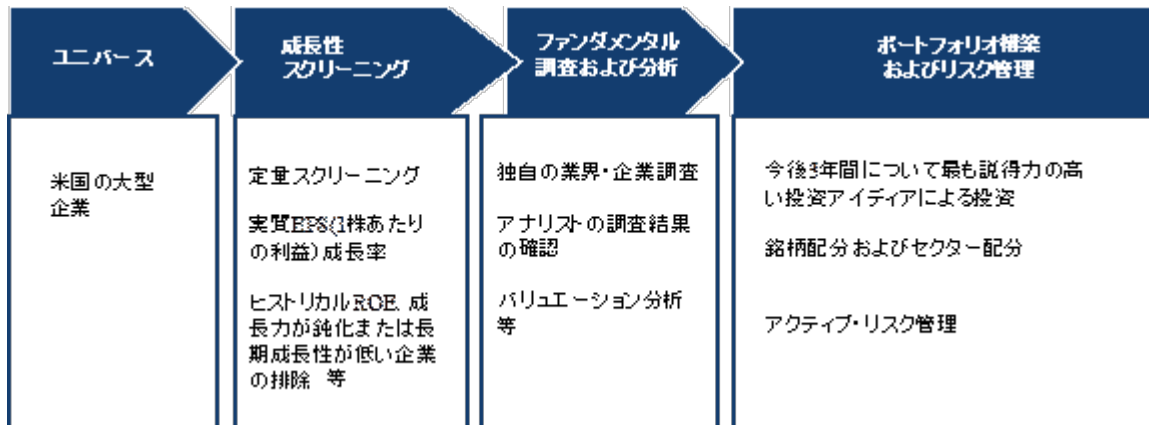 ユニバース
成長性
スクリーニング
ファンダメンタル
調査および分析
ポートフォリオ構築
およびリスク管理
米国の大型
企業
定量スクリーニング
実質EPS(1株あたり
の利益)成長率
ヒストリカルROE、成
長力が鈍化または長
期成長性が低い企業
の排除 等
独自の業界・企業調査
アナリストの調査結果
の確認
バリュエーション分析
等
今後3年間について最も説得力の高
い投資アイディアによる投資
銘柄配分およびセクター配分
アクティブ・リスク管理